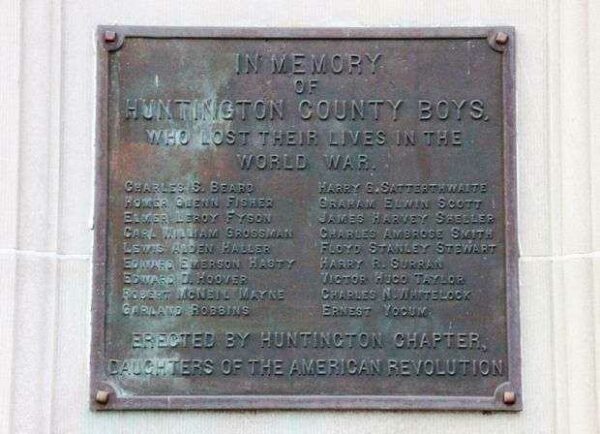 IN MEMORY
OF
HUNTINGTON COUNTY BOYS.
WHO LOST THEIR LIVES IN THE
WORLD WAR.
CHARLES S. BEARD
HOMER GLENN FISHER
ELMER LEROY FYSON
CARL WILLIAM GROSSMAN
LEWIS ALDEN HALLER
EDWARD EMERSON HASTY
EDWARD D. HOOVER
ROBERT MCNEIL MAYNE
GARLAND ROBBINS
HARRY G. SATTERTHWAITE
GRAHAM ELWIN SCOTT
JAMES HARVEY SHELLER
CHARLES AMBROSE SMITH
FLOYD STANLEY STEWART
HARRY R. SURRAN
VICTOR HUGO TAYLOR
CHARLES N. WHITELOCK
ERNEST YOCUM
ERECTED BY HUNTINGTON CHAPTER,
DAUGHTERS OF THE AMERICAN REVOLUTION